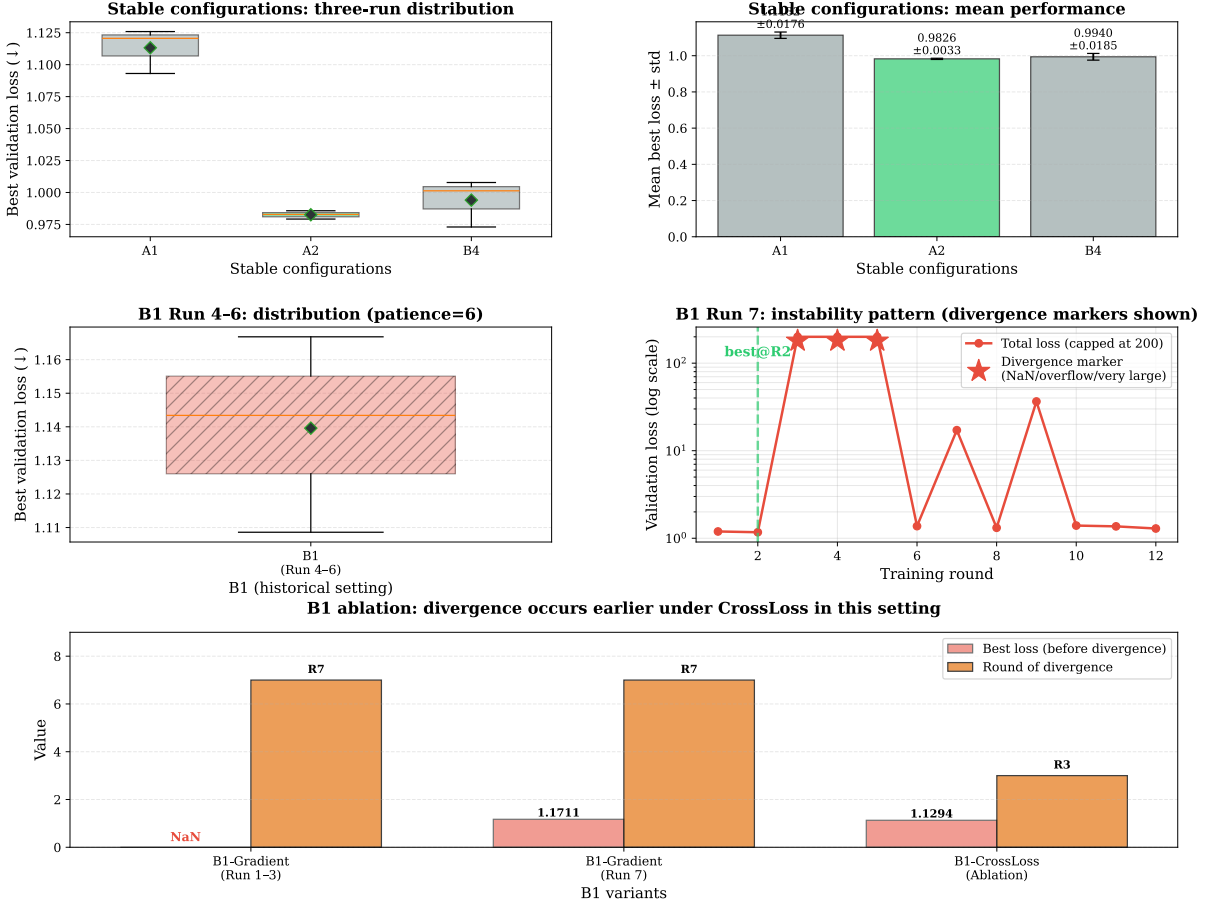 Stable configurations: three-run distribution
Best validation loss (↓)
1.125
1.100
1.075
1.050
1.025
1.000
0.975
A1
A2
B4
Stable configurations
Stable configurations: mean performance
Mean best loss ± std
1.0
0.8
0.6
0.4
0.2
0.0
±0.0176
0.9826
±0.0033
0.9940
±0.0185
A1
A2
B4
Stable configurations
B1 Run 4–6: distribution (patience=6)
Best validation loss (↓)
1.16
1.15
1.14
1.13
1.12
1.11
B1
(Run 4–6)
B1 (historical setting)
B1 Run 7: instability pattern (divergence markers shown)
Validation loss (log scale)
10²
10¹
10⁰
best@R2
Total loss (capped at 200)
Divergence marker
(NaN/overflow/very large)
2
4
6
8
10
12
Training round
B1 ablation: divergence occurs earlier under CrossLoss in this setting
Value
8
6
4
2
0
Best loss (before divergence)
Round of divergence
NaN
R7
1.1711
R7
1.1294
R3
B1-Gradient
(Run 1–3)
B1-Gradient
(Run 7)
B1-CrossLoss
(Ablation)
B1 variants